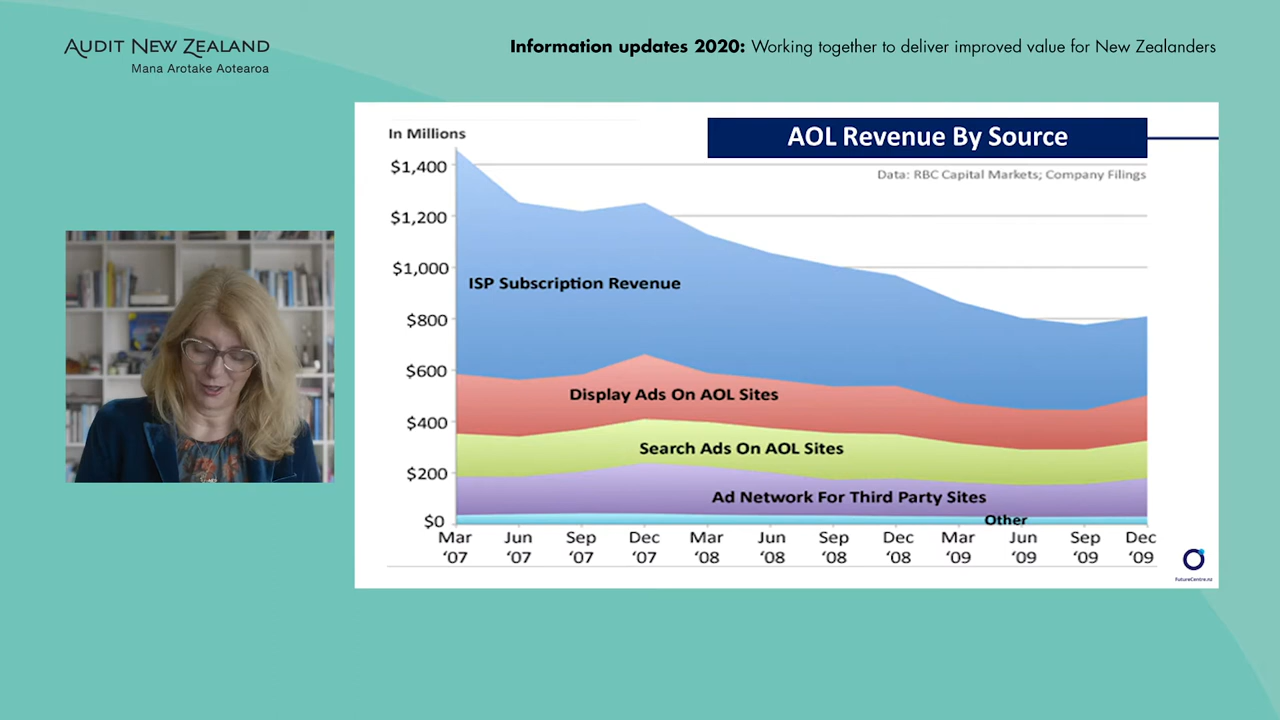 AUDIT NEW ZEALAND
Mana Arotake Aotearoa
Information updates 2020: Working together to deliver improved value for New Zealanders
In Millions
AOL Revenue By Source
Data: RBC Capital Markets; Company Filings
$1,400
$1,200
$1,000
$800
$600
$400
$200
$0
ISP Subscription Revenue
Display Ads On AOL Sites
Search Ads On AOL Sites
Ad Network For Third Party Sites
Other
Mar Jun Sep Dec Mar Jun Sep Dec Mar Jun Sep Dec
‘07 ‘07 ‘07 ‘07 ‘08 ‘08 ‘08 ‘08 ‘09 ‘09 ‘09 ‘09
FutureCentre.nz